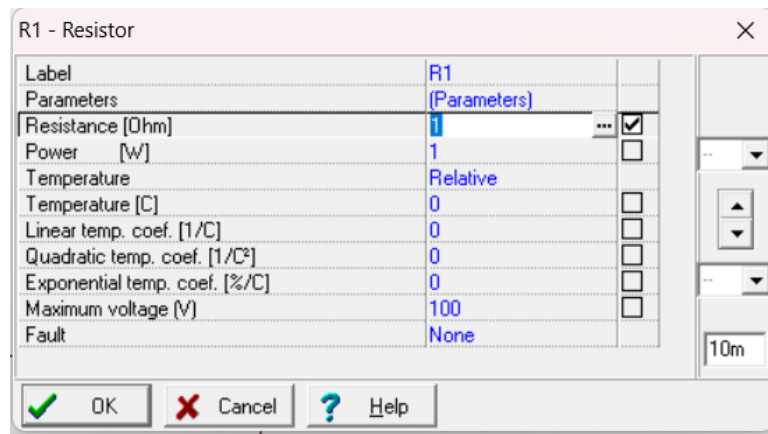 R1 - Resistor
Label R1
Parameters (Parameters)
Resistance [Ohm] 1 ...
Power [W] 1
Temperature Relative
Temperature [C] 0
Linear temp. coef. [1/C] 0
Quadratic temp. coef. [1/C²] 0
Exponential temp. coef. [%/C] 0
Maximum voltage (V) 100
Fault None
--
--
10m
OK Cancel ? Help